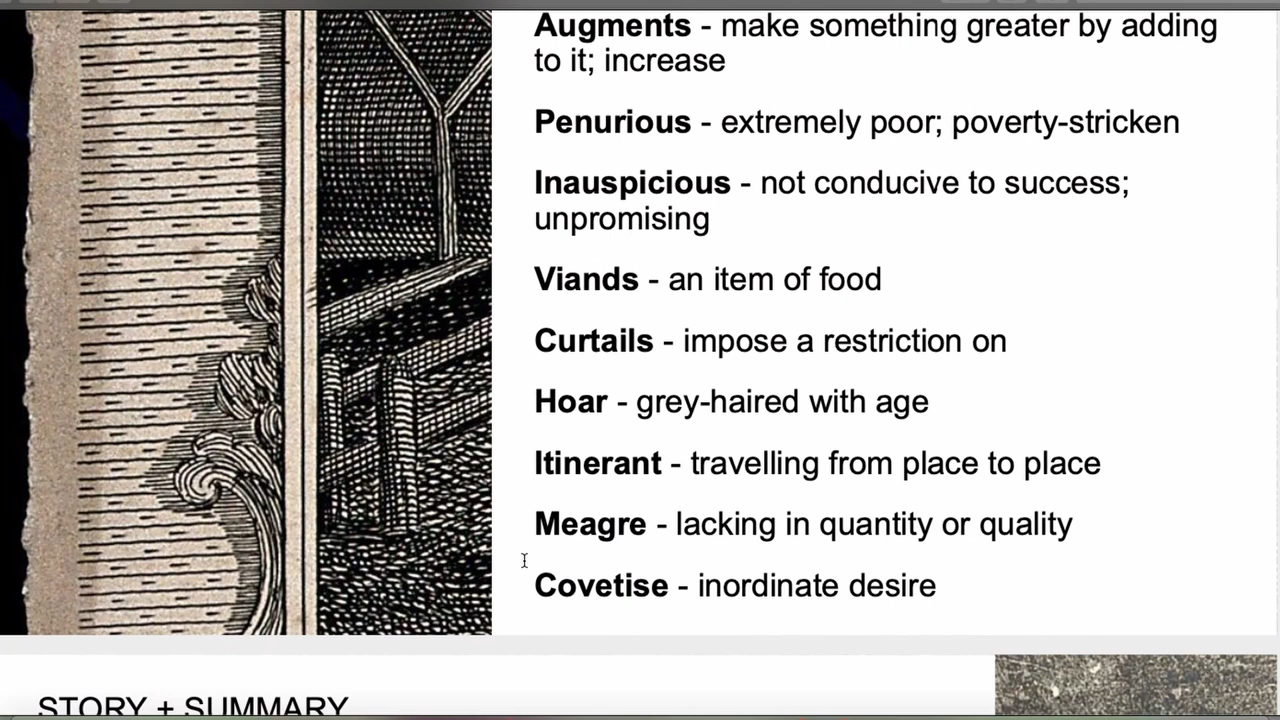 Augments - make something greater by adding
to it; increase
Penurious - extremely poor; poverty-stricken
Inauspicious - not conducive to success;
unpromising
Viands - an item of food
Curtails - impose a restriction on
Hoar - grey-haired with age
Itinerant - travelling from place to place
Meagre - lacking in quantity or quality
Covetise - inordinate desire
STORY + SUMMARY